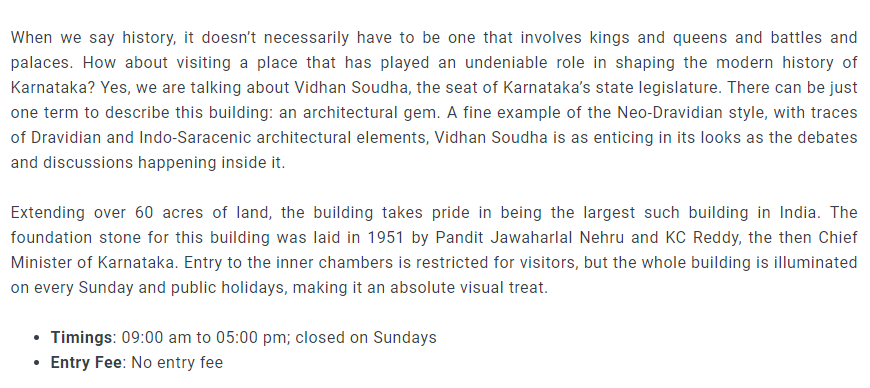 When we say history, it doesn’t necessarily have to be one that involves kings and queens and battles and
palaces. How about visiting a place that has played an undeniable role in shaping the modern history of
Karnataka? Yes, we are talking about Vidhan Soudha, the seat of Karnataka’s state legislature. There can be just
one term to describe this building: an architectural gem. A fine example of the Neo-Dravidian style, with traces
of Dravidian and Indo-Saracenic architectural elements, Vidhan Soudha is as enticing in its looks as the debates
and discussions happening inside it.
Extending over 60 acres of land, the building takes pride in being the largest such building in India. The
foundation stone for this building was laid in 1951 by Pandit Jawaharlal Nehru and KC Reddy, the then Chief
Minister of Karnataka. Entry to the inner chambers is restricted for visitors, but the whole building is illuminated
on every Sunday and public holidays, making it an absolute visual treat.
• Timings: 09:00 am to 05:00 pm; closed on Sundays
• Entry Fee: No entry fee